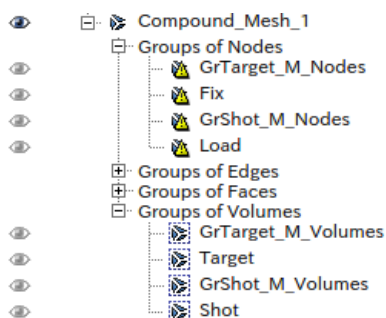 Compound_Mesh_1
Groups of Nodes
GrTarget_M_Nodes
Fix
GrShot_M_Nodes
Load
Groups of Edges
Groups of Faces
Groups of Volumes
GrTarget_M_Volumes
Target
GrShot_M_Volumes
Shot